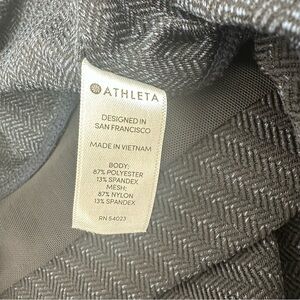 ATHLETA
DESIGNED IN
SAN FRANCISCO
MADE IN VIETNAM
BODY:
87% POLYESTER
13% SPANDEX
MESH:
87% NYLON
13% SPANDEX
RN 54023